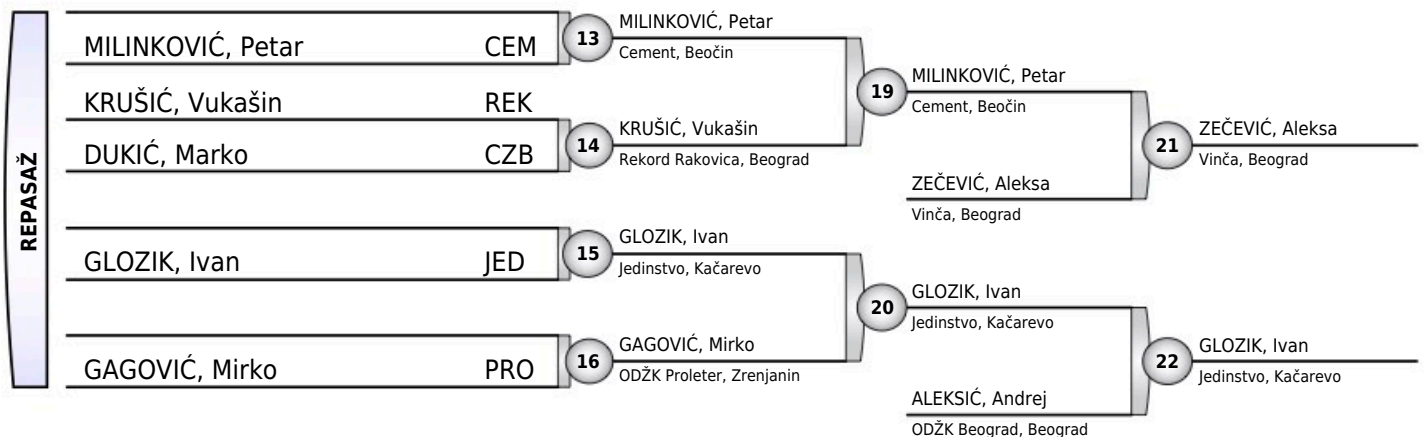 REPASAŽ
MILINKOVIĆ, Petar CEM
KRUŠIĆ, Vukašin REK
DUKIĆ, Marko CZB
GLOZIK, Ivan JED
GAGOVIĆ, Mirko PRO
13
MILINKOVIĆ, Petar
Cement, Beočin
14
KRUŠIĆ, Vukašin
Rekord Rakovica, Beograd
15
GLOZIK, Ivan
Jedinstvo, Kačarevo
16
GAGOVIĆ, Mirko
ODŽK Proleter, Zrenjanin
19
MILINKOVIĆ, Petar
Cement, Beočin
ZEČEVIĆ, Aleksa
Vinča, Beograd
20
GLOZIK, Ivan
Jedinstvo, Kačarevo
ALEKSIĆ, Andrej
ODŽK Beograd, Beograd
21
ZEČEVIĆ, Aleksa
Vinča, Beograd
22
GLOZIK, Ivan
Jedinstvo, Kačarevo